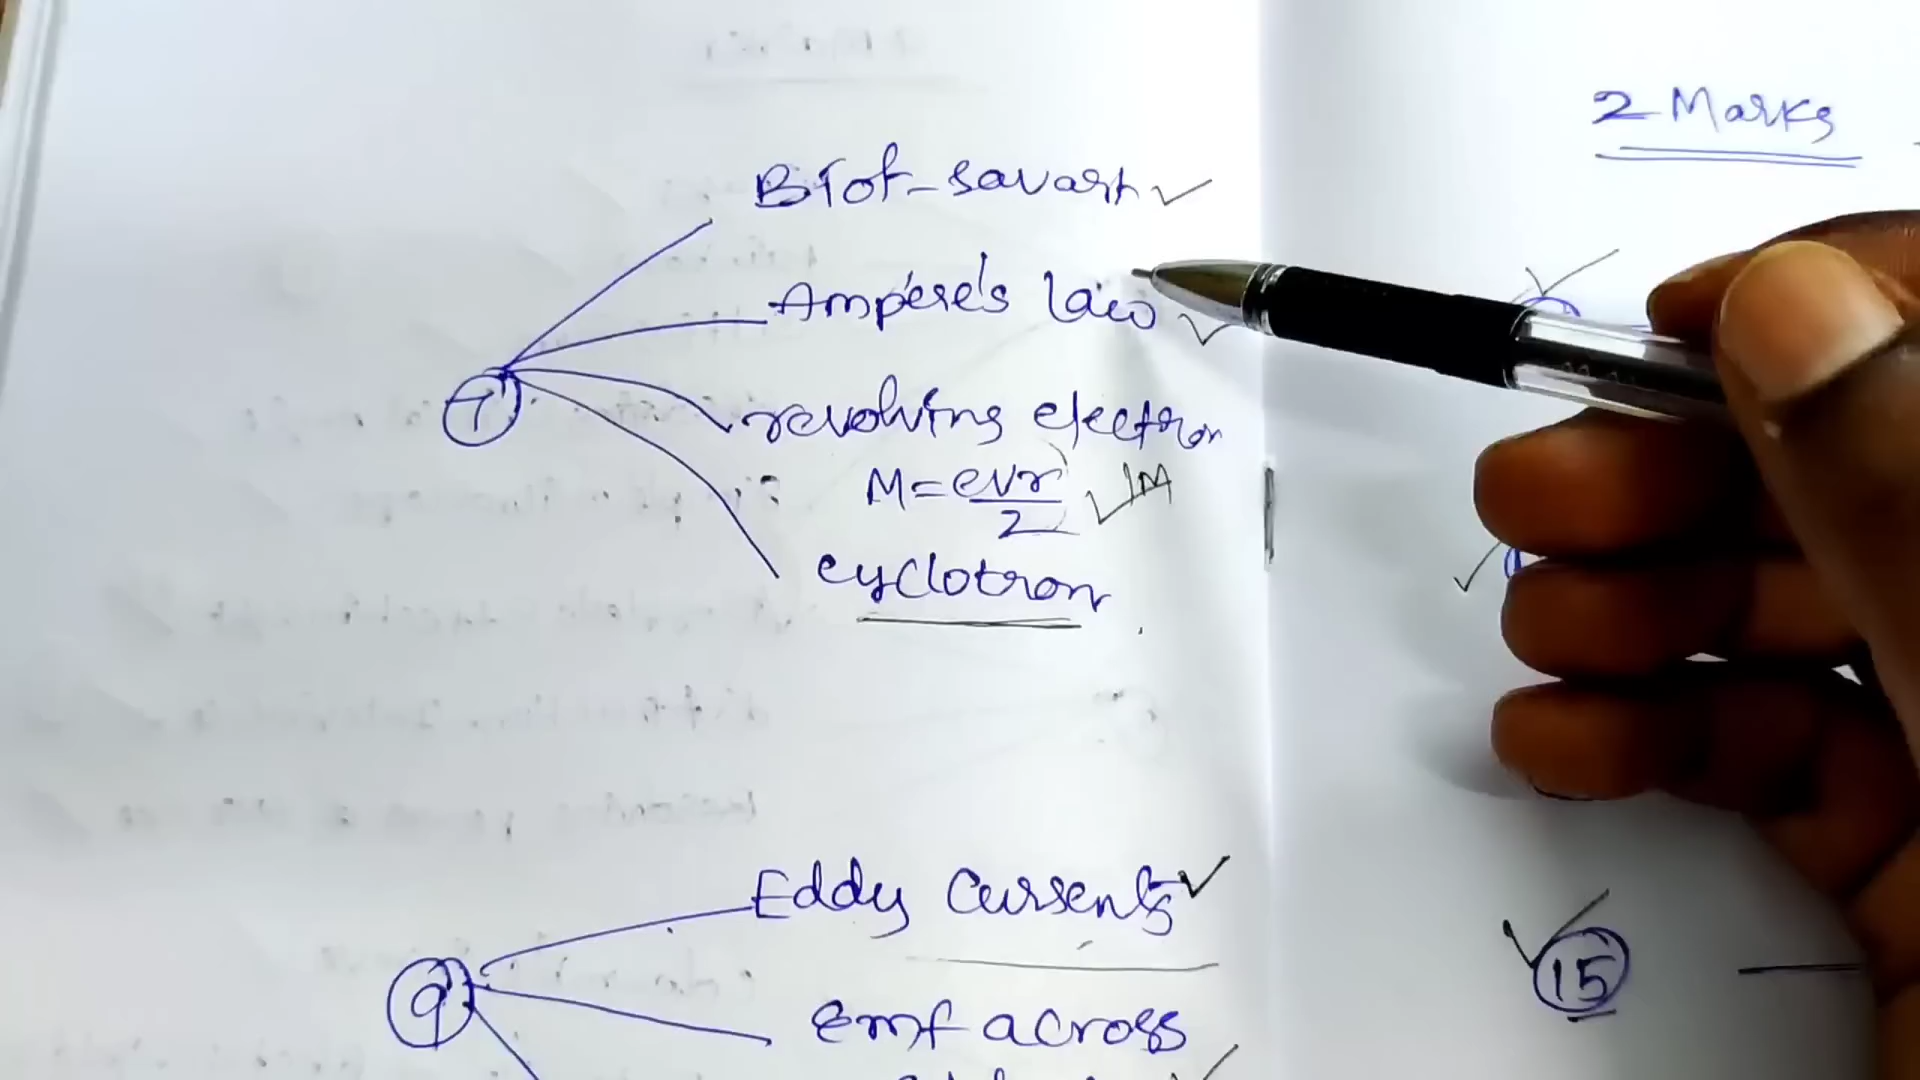 Biot-savart ✓
Ampere's law ✓
7
revolving electron
M = evr/2 ✓ 1M
cyclotron
Eddy Currents ✓
9
Emf across
2 Marks
15